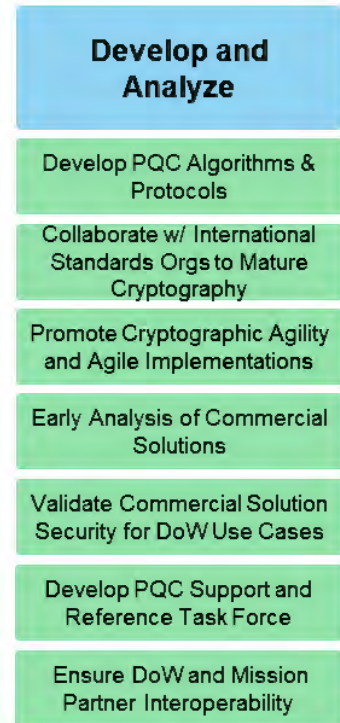 Develop and
Analyze
Develop PQC Algorithms &
Protocols
Collaborate w/ International
Standards Orgs to Mature
Cryptography
Promote Cryptographic Agility
and Agile Implementations
Early Analysis of Commercial
Solutions
Validate Commercial Solution
Security for DoW Use Cases
Develop PQC Support and
Reference Task Force
Ensure DoW and Mission
Partner Interoperability